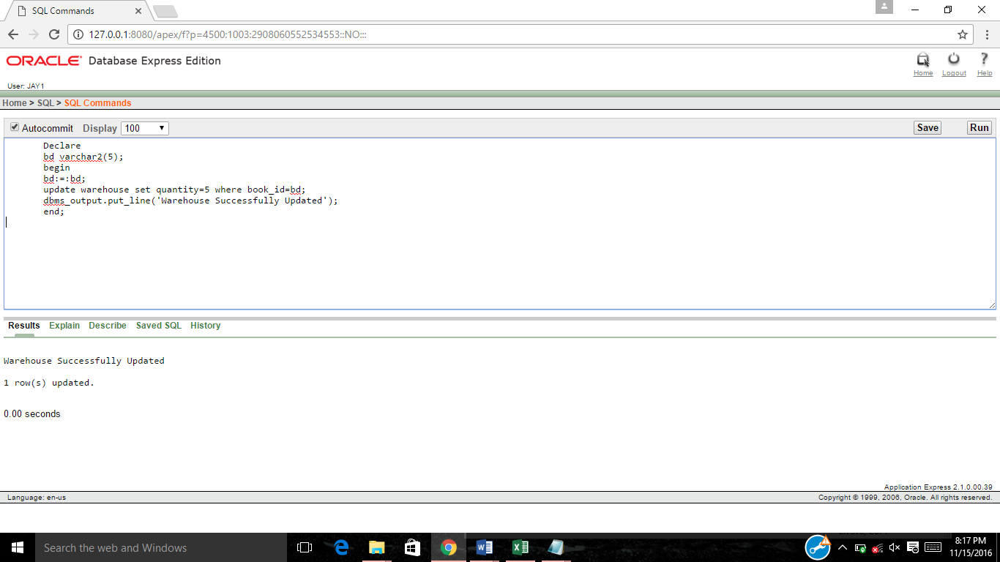 SQL Commands
127.0.0.1:8080/apex/f?p=4500:1003:2908060552534553::NO:::
ORACLE Database Express Edition
Home Logout Help
User: JAY1
Home > SQL > SQL Commands
Autocommit Display 100 Save Run
Declare
bd varchar2(5);
begin
bd:=:bd;
update warehouse set quantity=5 where book_id=bd;
dbms_output.put_line('Warehouse Successfully Updated');
end;
Results Explain Describe Saved SQL History
Warehouse Successfully Updated
1 row(s) updated.
0.00 seconds
Application Express 2.1.0.00.39
Language: en-us Copyright © 1999, 2006, Oracle. All rights reserved.
Search the web and Windows
8:17 PM
11/15/2016